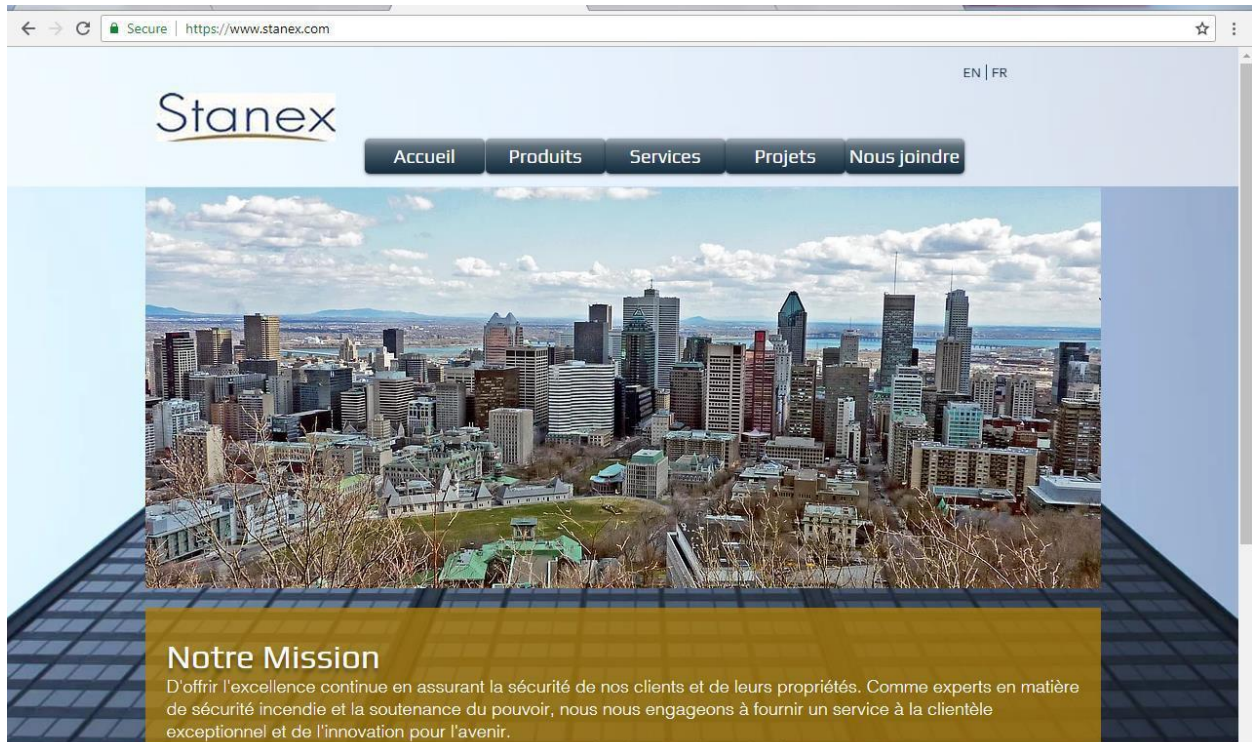 Secure | https://www.stanex.com
EN | FR
Stanex
Accueil Produits Services Projets Nous joindre
Notre Mission
D'offrir l'excellence continue en assurant la sécurité de nos clients et de leurs propriétés. Comme experts en matière
de sécurité incendie et la soutenance du pouvoir, nous nous engageons à fournir un service à la clientèle
exceptionnel et de l'innovation pour l'avenir.